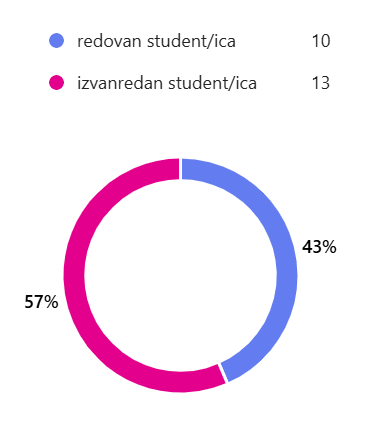 redovan student/ica 10
izvanredan student/ica 13
43%
57%